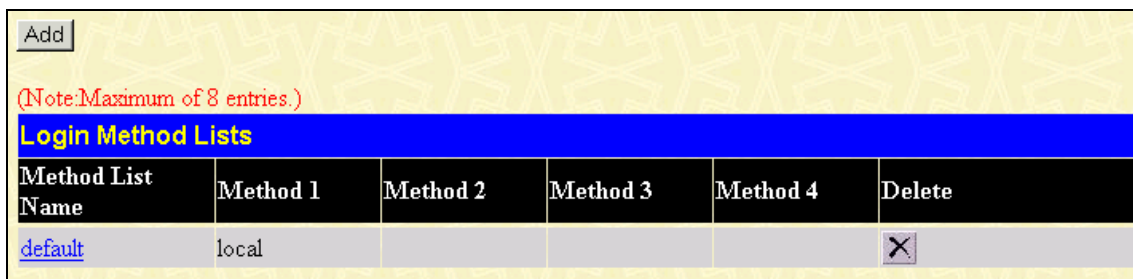 Add
(Note:Maximum of 8 entries.)
Login Method Lists
Method List Name Method 1 Method 2 Method 3 Method 4 Delete
default local